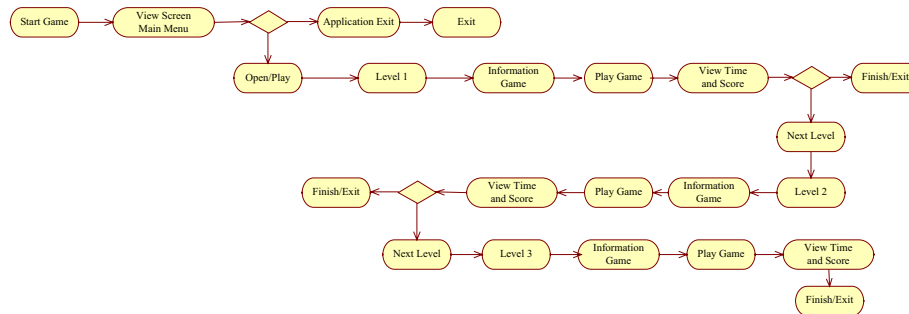 Start Game
View Screen
Main Menu
Application Exit
Exit
Open/Play
Level 1
Information
Game
Play Game
View Time
and Score
Finish/Exit
Next Level
Finish/Exit
View Time
and Score
Play Game
Information
Game
Level 2
Next Level
Level 3
Information
Game
Play Game
View Time
and Score
Finish/Exit